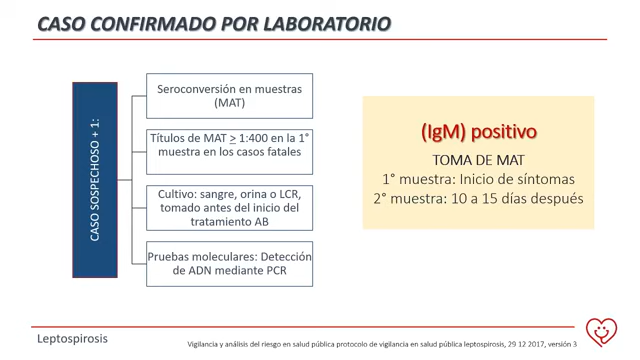 CASO CONFIRMADO POR LABORATORIO
CASO SOSPECHOSO + 1:
Seroconversión en muestras
(MAT)
Títulos de MAT > 1:400 en la 1°
muestra en los casos fatales
Cultivo: sangre, orina o LCR,
tomado antes del inicio del
tratamiento AB
Pruebas moleculares: Detección
de ADN mediante PCR
(IgM) positivo
TOMA DE MAT
1° muestra: Inicio de síntomas
2° muestra: 10 a 15 días después
Leptospirosis
Vigilancia y análisis del riesgo en salud pública protocolo de vigilancia en salud pública leptospirosis, 29 12 2017, versión 3